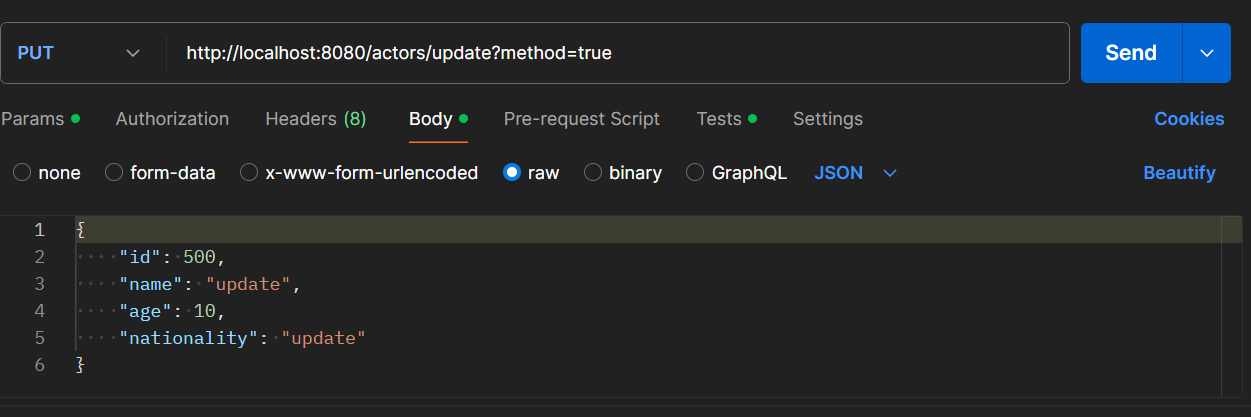 PUT http://localhost:8080/actors/update?method=true Send
Params Authorization Headers (8) Body Pre-request Script Tests Settings Cookies
none form-data x-www-form-urlencoded raw binary GraphQL JSON Beautify
1 {
2 "id": 500,
3 "name": "update",
4 "age": 10,
5 "nationality": "update"
6 }